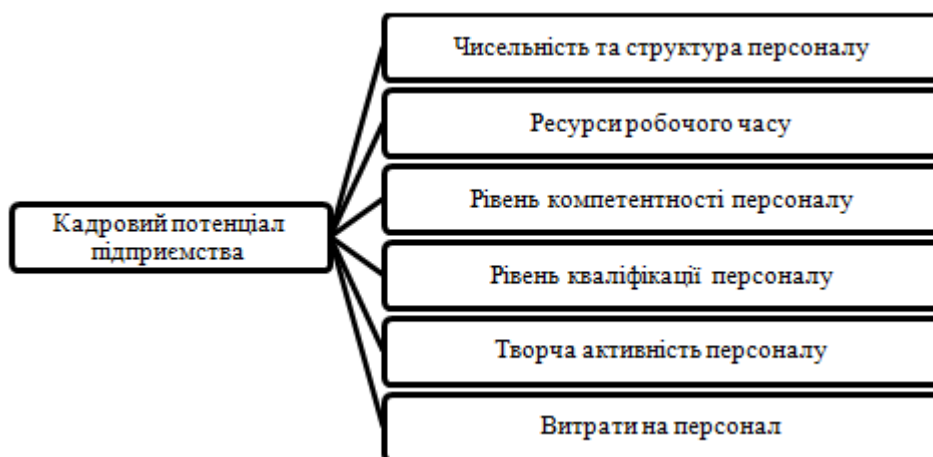 Чисельність та структура персоналу
Ресурси робочого часу
Рівень компетентності персоналу
Кадровий потенціал
підприємства
Рівень кваліфікації персоналу
Творча активність персоналу
Витрати на персонал